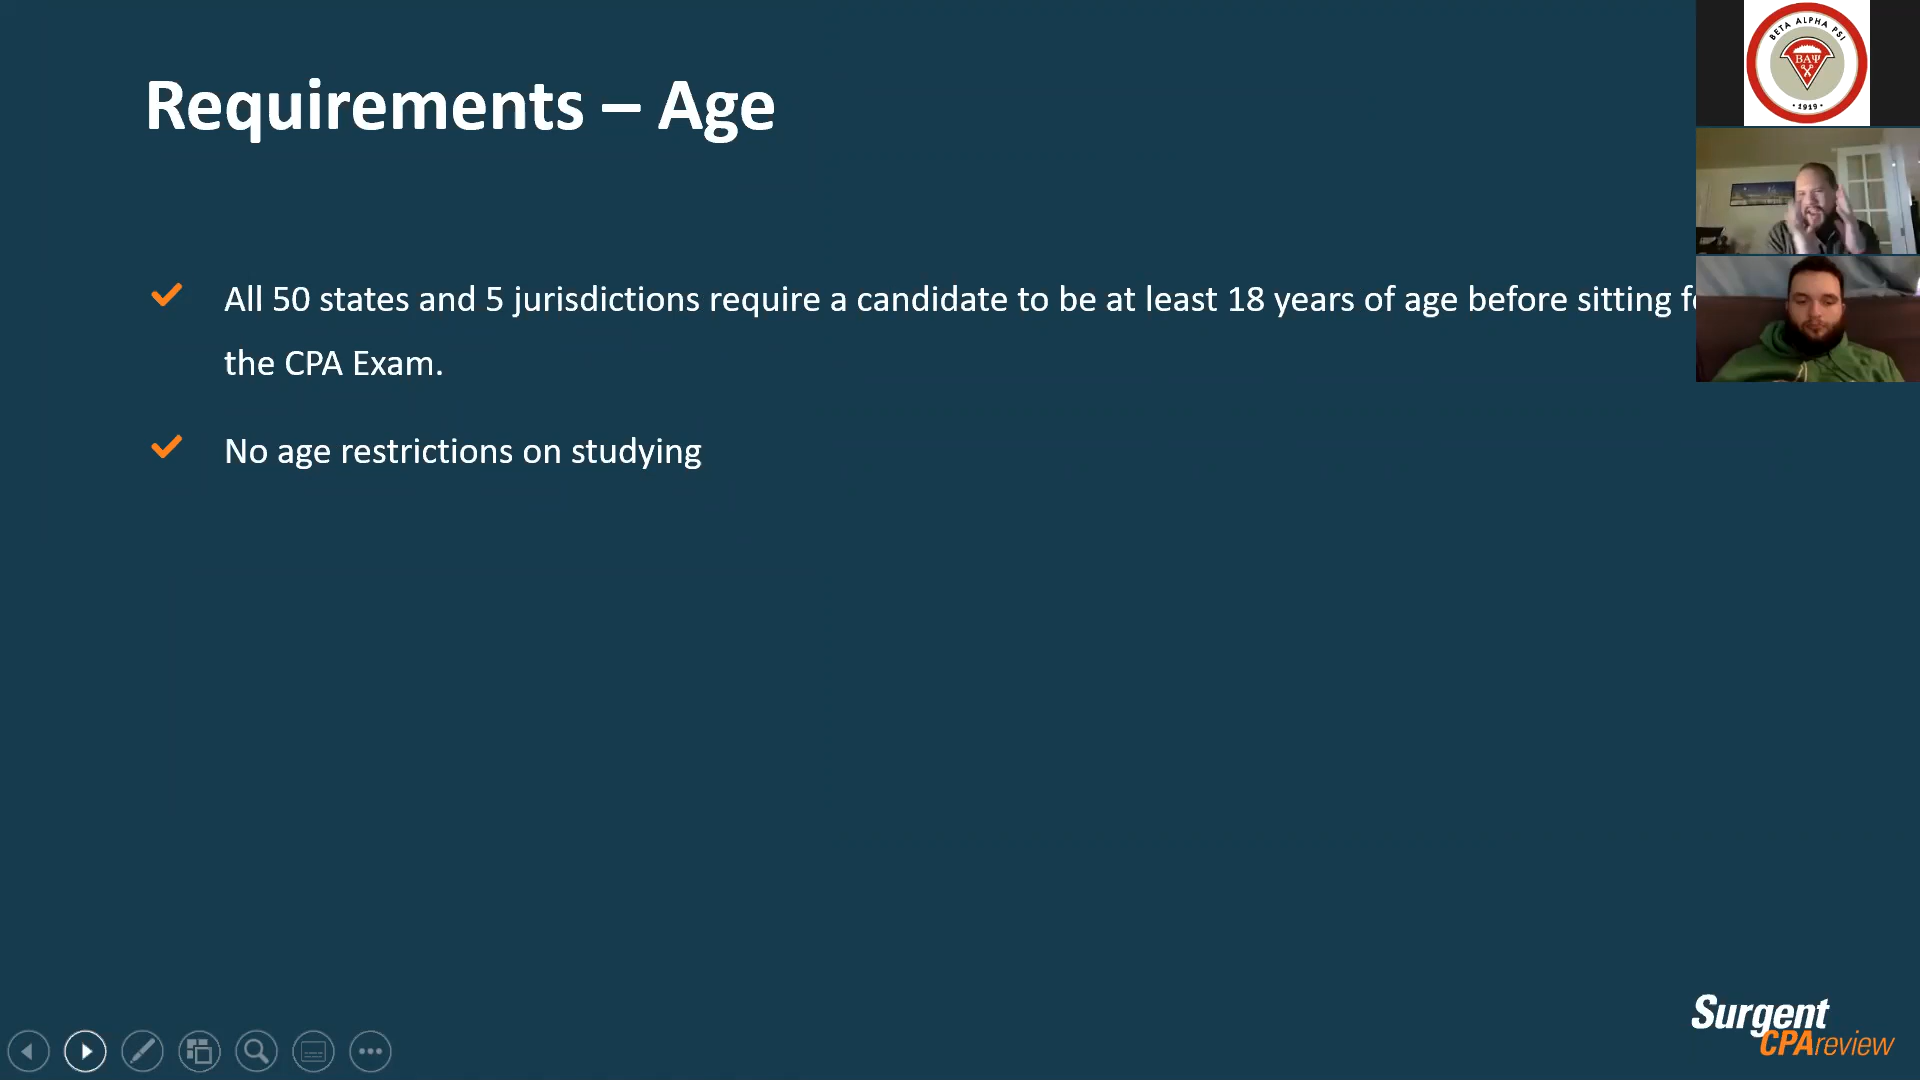 Requirements – Age
All 50 states and 5 jurisdictions require a candidate to be at least 18 years of age before sitting
the CPA Exam.
No age restrictions on studying
BETA ALPHA PSI
ΒΑΨ
• 1919 •
Surgent
CPAreview